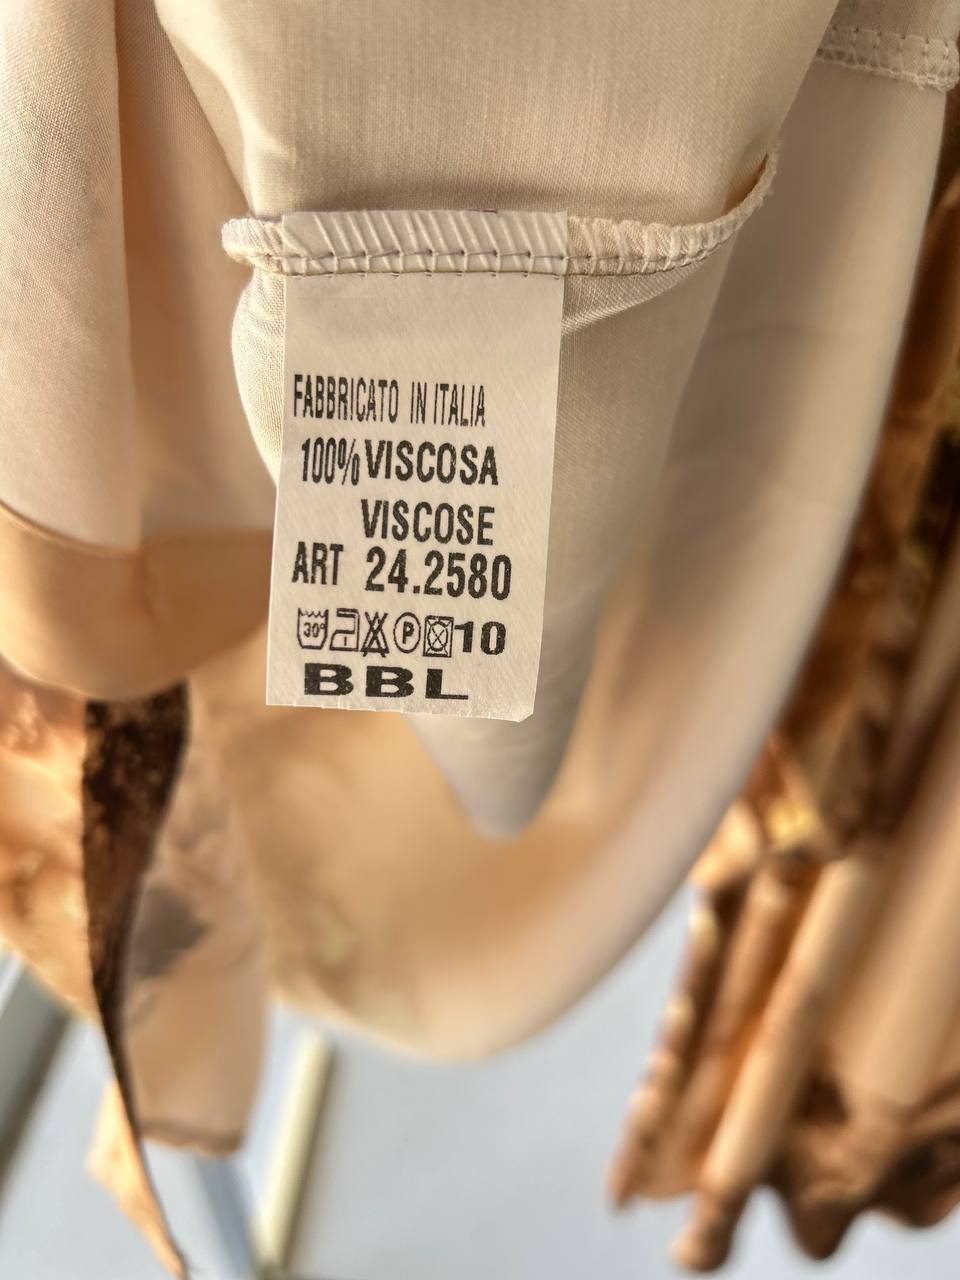 FABBRICATO IN ITALIA
100% VISCOSA
VISCOSE
ART 24.2580
30° P 10
BBL